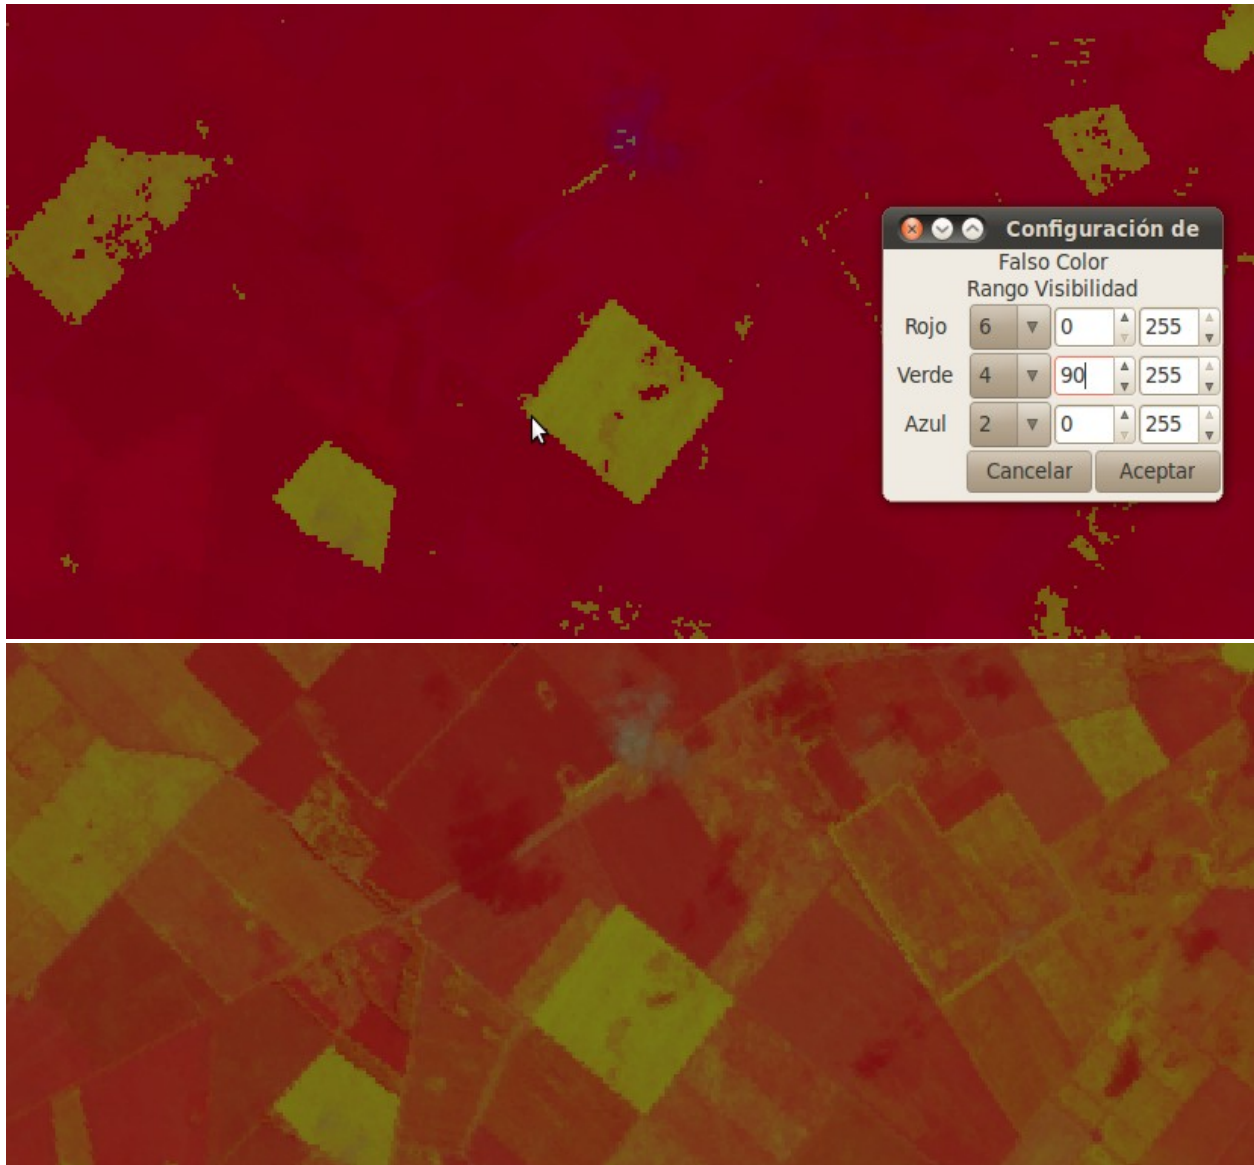 Configuración de
Falso Color
Rango Visibilidad
Rojo 6 0 255
Verde 4 90 255
Azul 2 0 255
Cancelar Aceptar